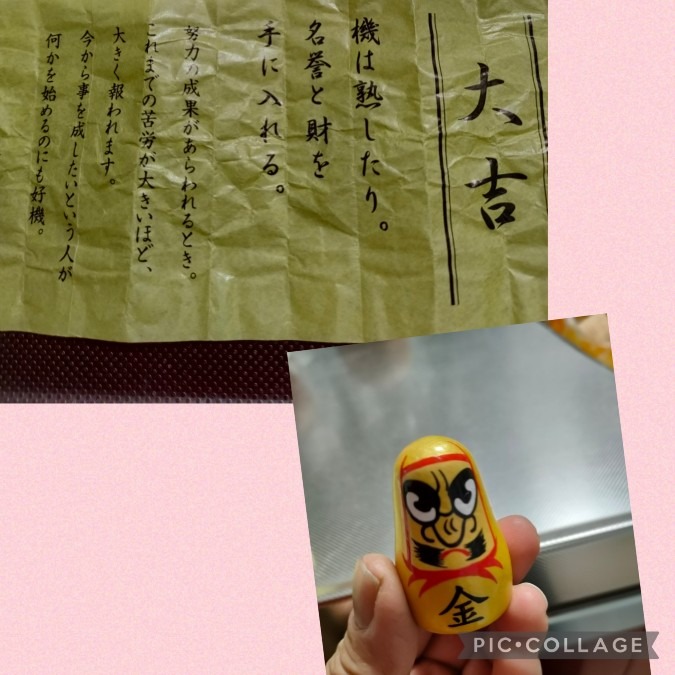 大吉
機は熟したり。
名誉と財を
手に入れる。
努力の成果があらわれるとき。
これまでの苦労が大きいほど、
大きく報われます。
今から事を成したいという人が
何かを始めるのにも好機。
金
PIC•COLLAGE